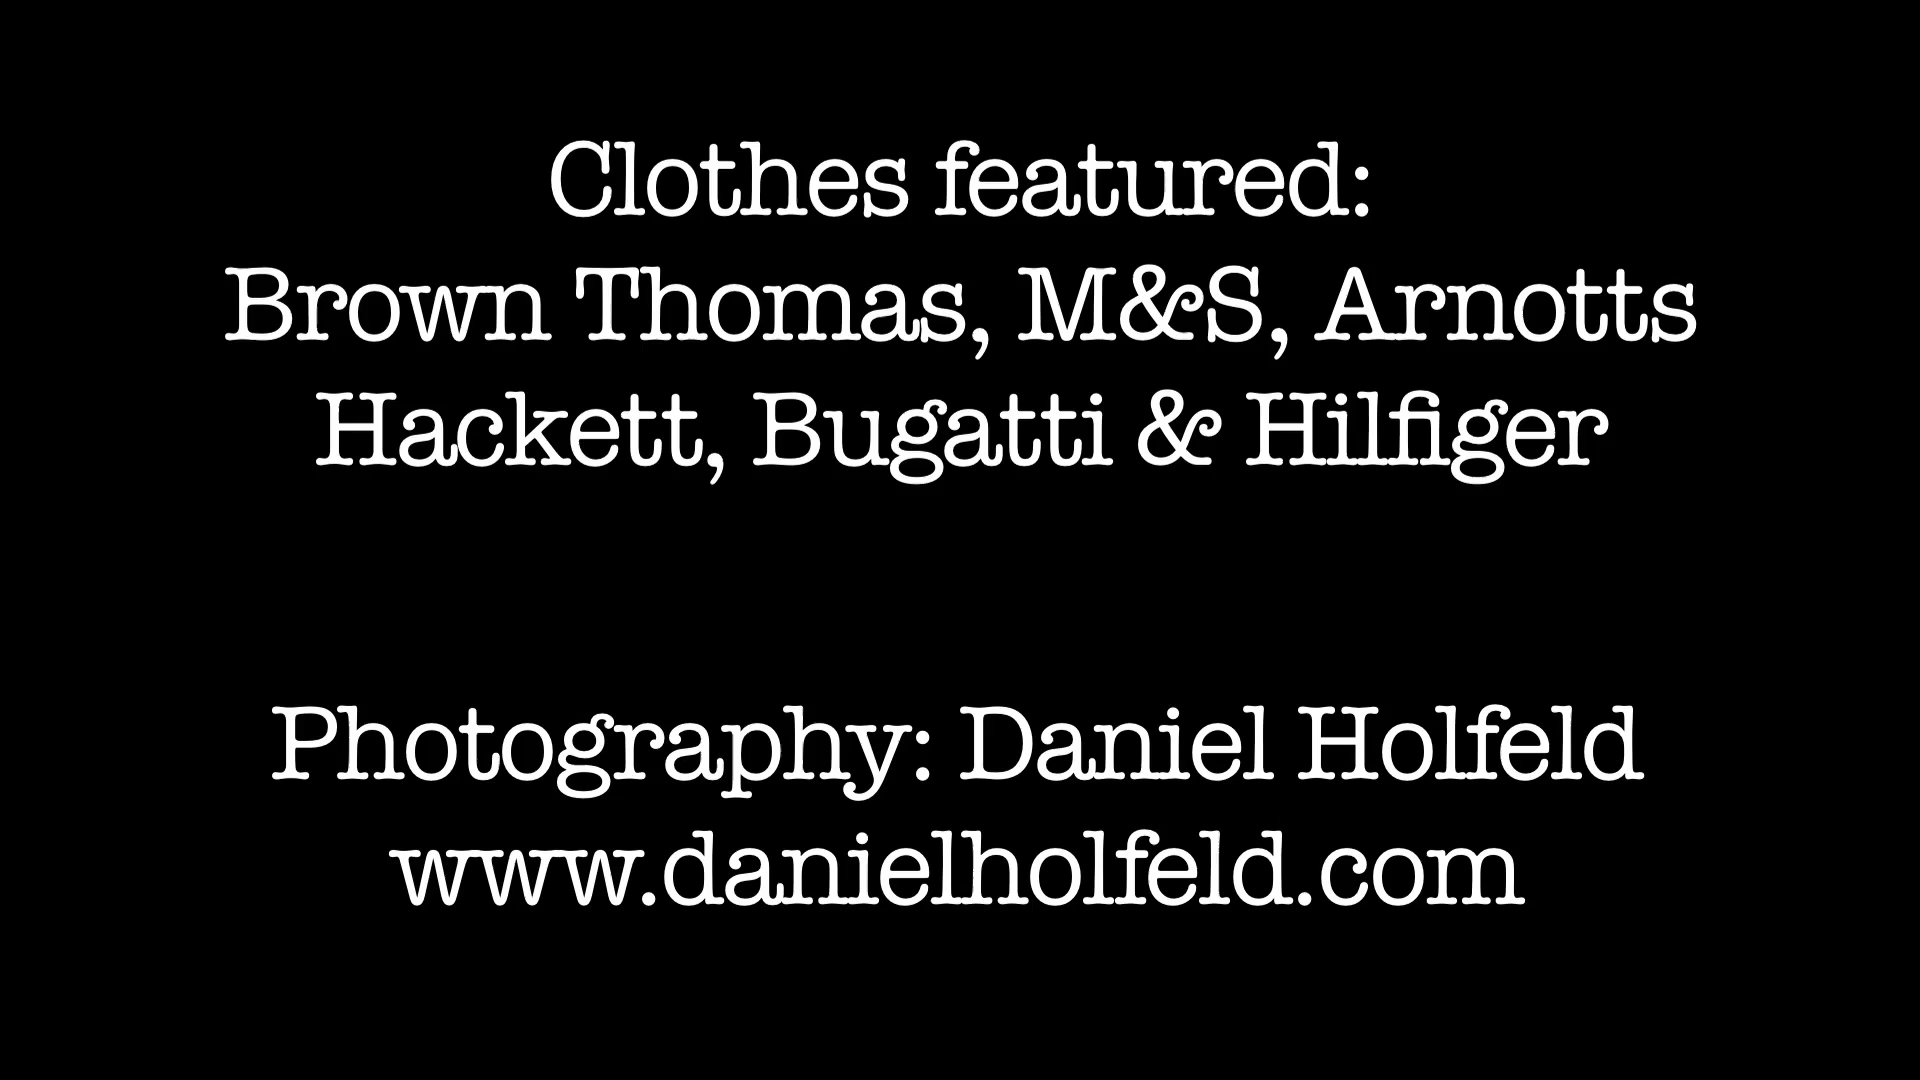 Clothes featured:
Brown Thomas, M&S, Arnotts
Hackett, Bugatti & Hilfiger
Photography: Daniel Holfeld
www.danielholfeld.com